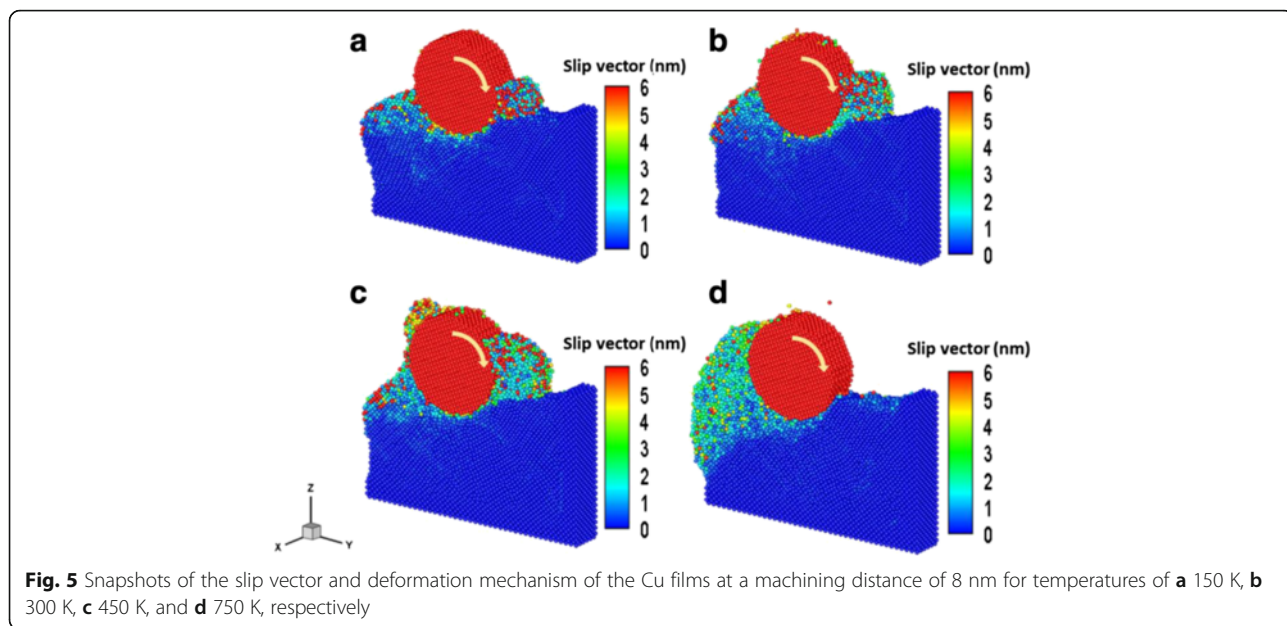 a
Slip vector (nm)
6
5
4
3
2
1
0
b
Slip vector (nm)
6
5
4
3
2
1
0
c
Slip vector (nm)
6
5
4
3
2
1
0
d
Slip vector (nm)
6
5
4
3
2
1
0
Z
X
Y
Fig. 5 Snapshots of the slip vector and deformation mechanism of the Cu films at a machining distance of 8 nm for temperatures of a 150 K, b
300 K, c 450 K, and d 750 K, respectively